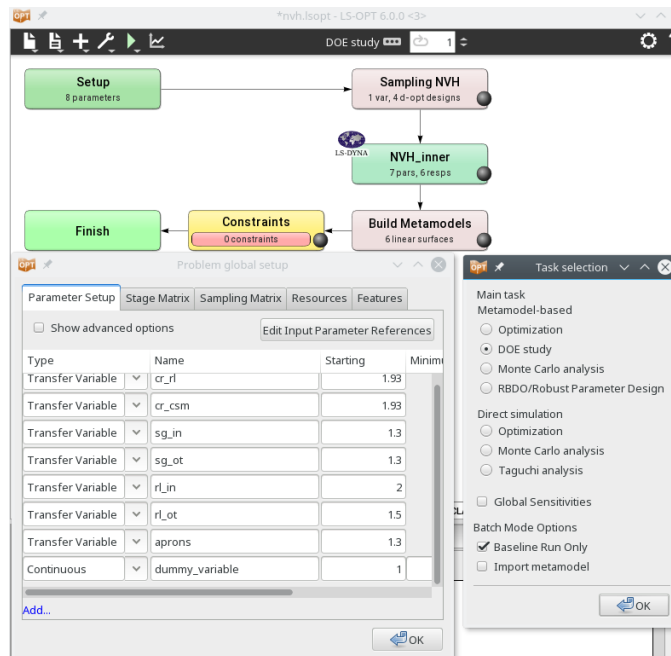 OPT
*nvh.lsopt - LS-OPT 6.0.0 <3>
DOE study
1
Setup
8 parameters
Sampling NVH
1 var, 4 d-opt designs
LS-DYNA
NVH_inner
7 pars, 6 resps
Finish
Constraints
0 constraints
Build Metamodels
6 linear surfaces
OPT
Problem global setup
Parameter Setup
Stage Matrix
Sampling Matrix
Resources
Features
Show advanced options
Edit Input Parameter References
Type Name Starting
Transfer Variable cr_rl 1.93
Transfer Variable cr_csm 1.93
Transfer Variable sg_in 1.3
Transfer Variable sg_ot 1.3
Transfer Variable rl_in 2
Transfer Variable rl_ot 1.5
Transfer Variable aprons 1.3
Continuous dummy_variable 1
Add...
OK
OPT
Task selection
Main task
Metamodel-based
Optimization
DOE study
Monte Carlo analysis
RBDO/Robust Parameter Design
Direct simulation
Optimization
Monte Carlo analysis
Taguchi analysis
Global Sensitivities
Batch Mode Options
Baseline Run Only
Import metamodel
OK